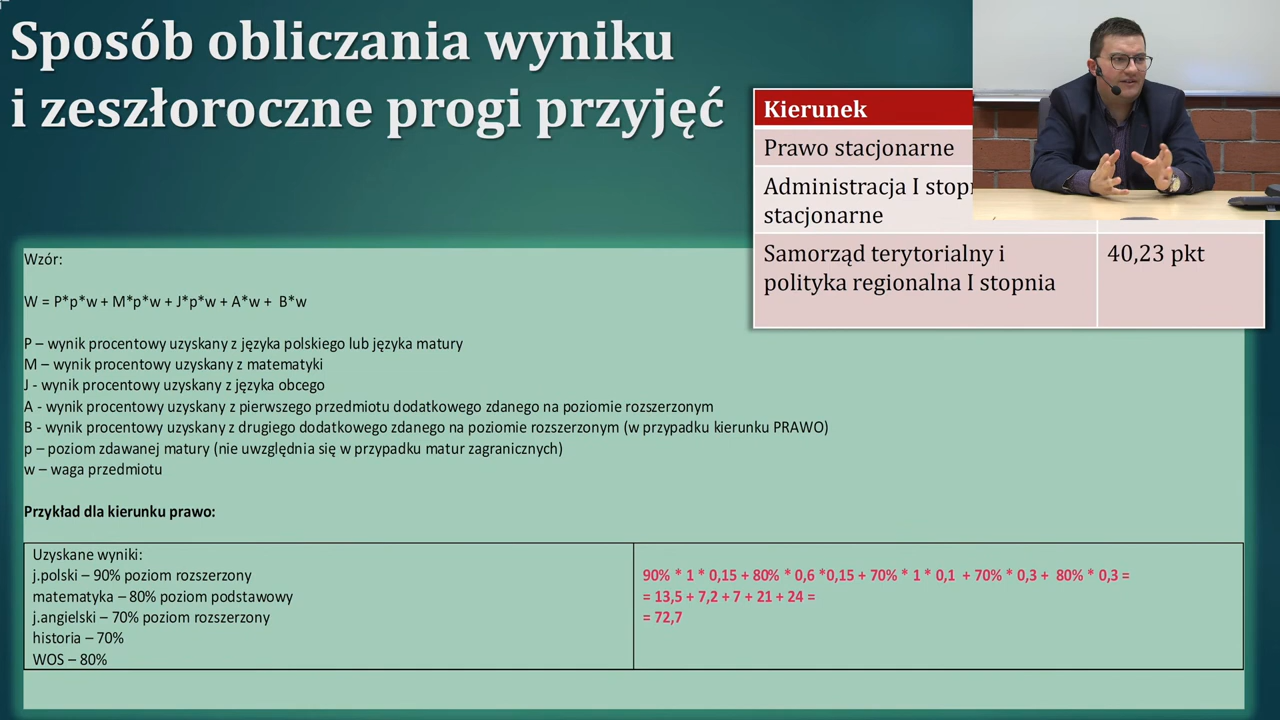 Sposób obliczania wyniku
i zeszłoroczne progi przyjęć
Kierunek
Prawo stacjonarne
Administracja I
stacjonarne
Samorząd terytorialny i
polityka regionalna I stopnia
40,23 pkt
Wzór:
W = P*p*w + M*p*w + J*p*w + A*w + B*w
P – wynik procentowy uzyskany z języka polskiego lub języka matury
M – wynik procentowy uzyskany z matematyki
J - wynik procentowy uzyskany z języka obcego
A - wynik procentowy uzyskany z pierwszego przedmiotu dodatkowego zdanego na poziomie rozszerzonym
B - wynik procentowy uzyskany z drugiego dodatkowego zdanego na poziomie rozszerzonym (w przypadku kierunku PRAWO)
p – poziom zdawanej matury (nie uwzględnia się w przypadku matur zagranicznych)
w – waga przedmiotu
Przykład dla kierunku prawo:
Uzyskane wyniki:
j.polski – 90% poziom rozszerzony
matematyka – 80% poziom podstawowy
j.angielski – 70% poziom rozszerzony
historia – 70%
WOS – 80%
90% * 1 * 0,15 + 80% * 0,6 *0,15 + 70% * 1 * 0,1 + 70% * 0,3 + 80% * 0,3 =
= 13,5 + 7,2 + 7 + 21 + 24 =
= 72,7